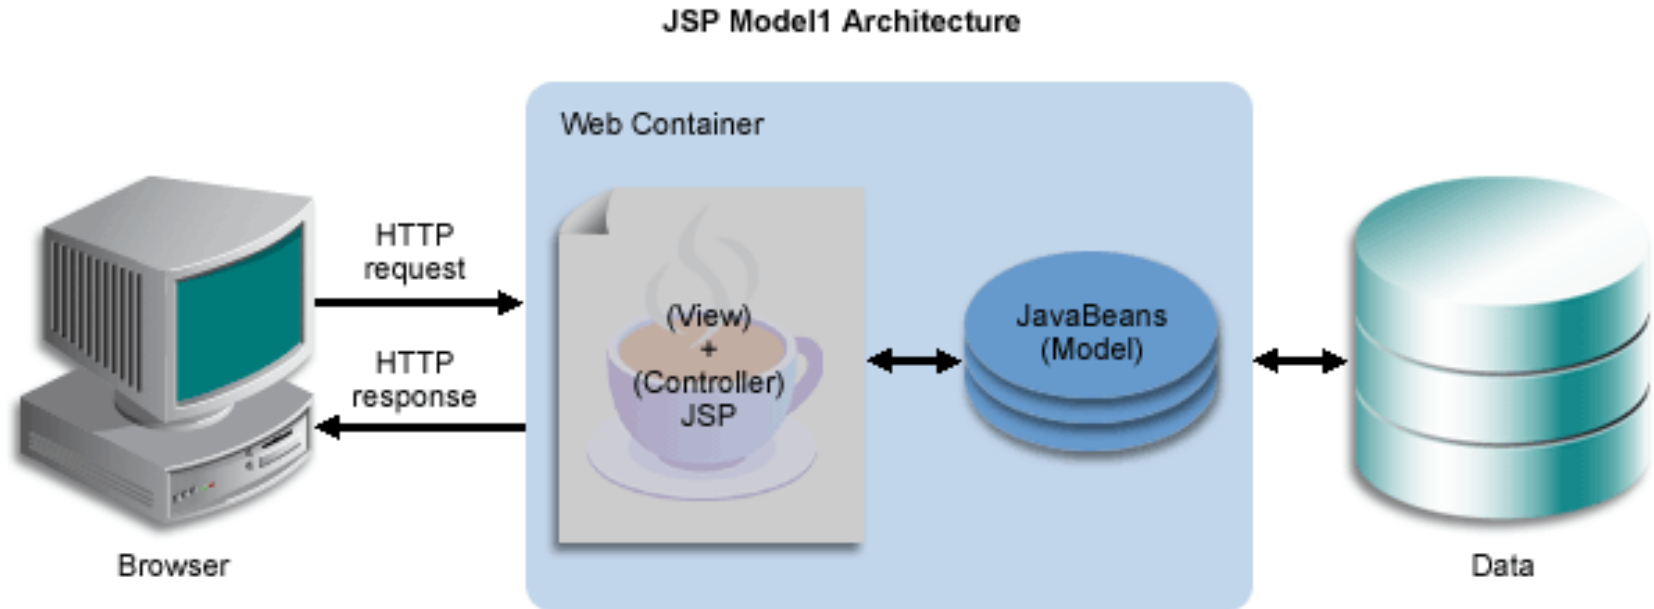 JSP Model1 Architecture
Web Container
HTTP
request
HTTP
response
(View)
+
(Controller)
JSP
JavaBeans
(Model)
Browser
Data